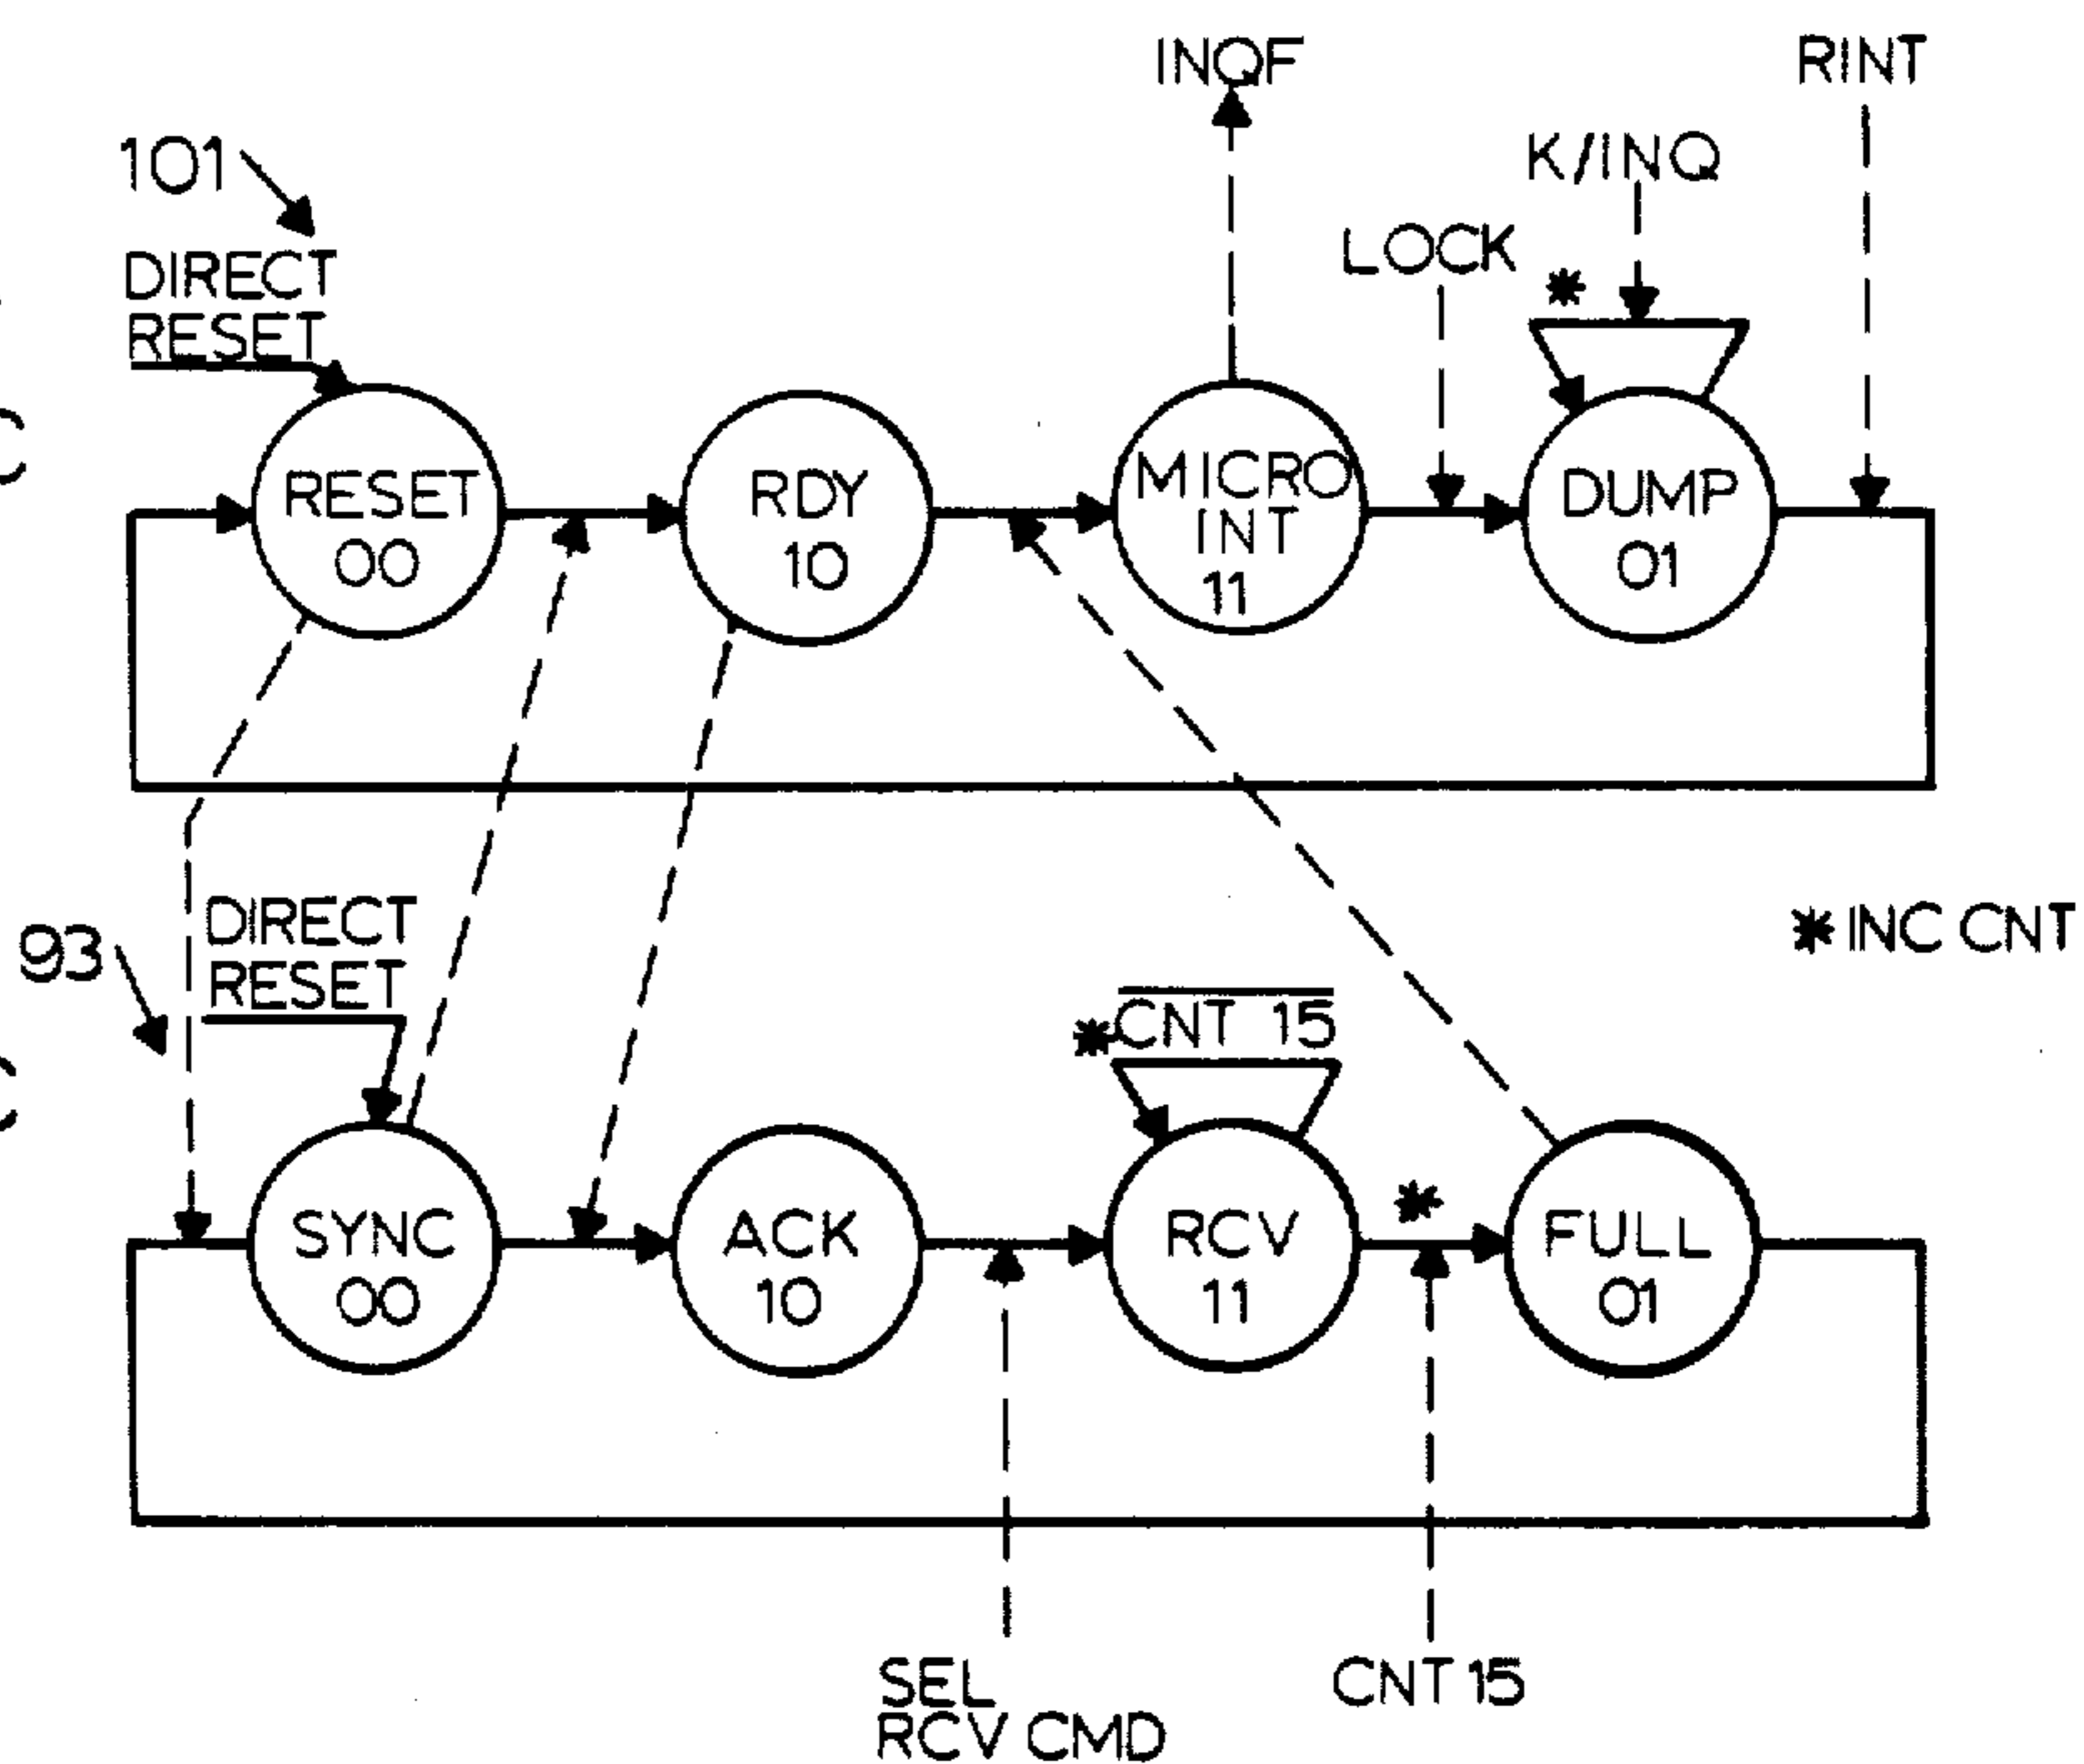 INQF
RINT
101
K/INQ
LOCK
*
DIRECT
RESET
RESET
00
RDY
10
MICRO
INT
11
DUMP
01
93
DIRECT
RESET
* INC CNT
*CNT 15
*
SYNC
00
ACK
10
RCV
11
FULL
01
SEL
RCV CMD
CNT 15